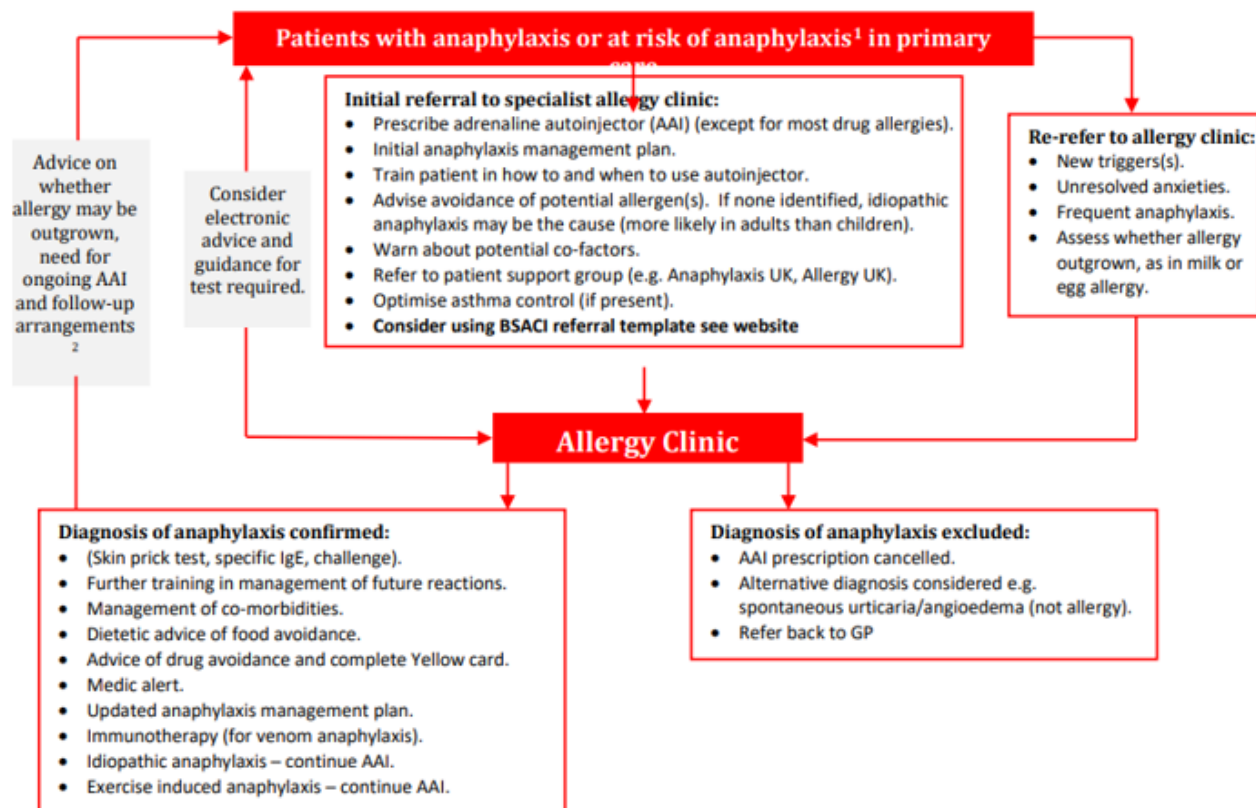 Patients with anaphylaxis or at risk of anaphylaxis¹ in primary
Initial referral to specialist allergy clinic:
• Prescribe adrenaline autoinjector (AAI) (except for most drug allergies).
• Initial anaphylaxis management plan.
• Train patient in how to and when to use autoinjector.
• Advise avoidance of potential allergen(s). If none identified, idiopathic
anaphylaxis may be the cause (more likely in adults than children).
• Warn about potential co-factors.
• Refer to patient support group (e.g. Anaphylaxis UK, Allergy UK).
• Optimise asthma control (if present).
• Consider using BSACI referral template see website
Re-refer to allergy clinic:
• New triggers(s).
• Unresolved anxieties.
• Frequent anaphylaxis.
• Assess whether allergy
outgrown, as in milk or
egg allergy.
Advice on
whether
allergy may be
outgrown,
need for
ongoing AAI
and follow-up
arrangements
2
Consider
electronic
advice and
guidance for
test required.
Allergy Clinic
Diagnosis of anaphylaxis confirmed:
• (Skin prick test, specific IgE, challenge).
• Further training in management of future reactions.
• Management of co-morbidities.
• Dietetic advice of food avoidance.
• Advice of drug avoidance and complete Yellow card.
• Medic alert.
• Updated anaphylaxis management plan.
• Immunotherapy (for venom anaphylaxis).
• Idiopathic anaphylaxis – continue AAI.
• Exercise induced anaphylaxis – continue AAI.
Diagnosis of anaphylaxis excluded:
• AAI prescription cancelled.
• Alternative diagnosis considered e.g.
spontaneous urticaria/angioedema (not allergy).
• Refer back to GP